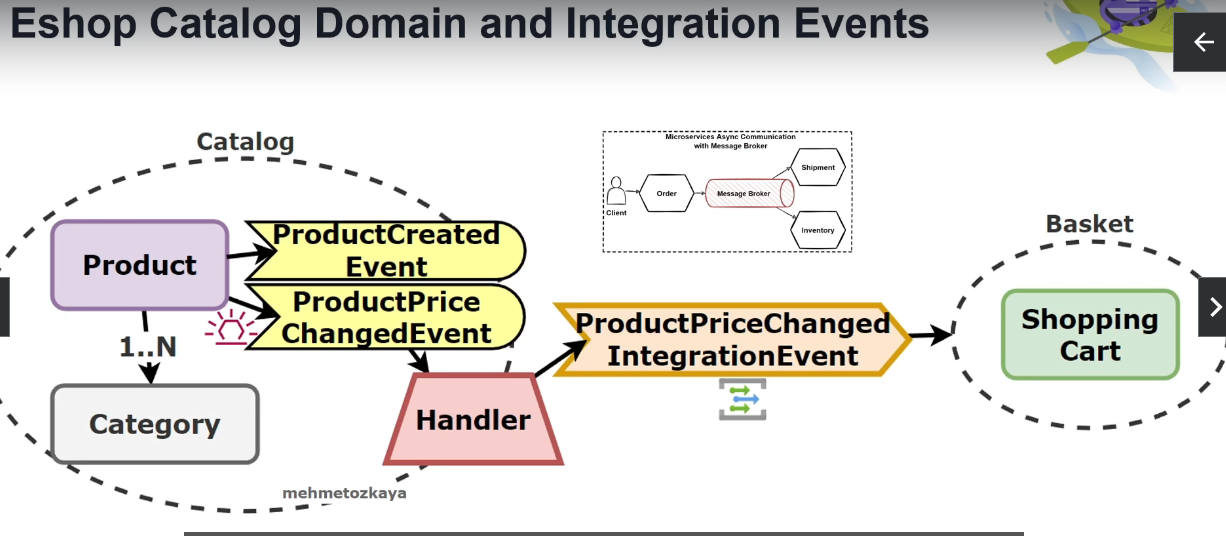 Eshop Catalog Domain and Integration Events
Catalog
Microservices Async Communication
with Message Broker
Shipment
Order
Message Broker
Client
Inventory
Basket
Product
ProductCreated
Event
ProductPrice
ChangedEvent
1..N
Category
Handler
ProductPriceChanged
IntegrationEvent
Shopping
Cart
mehmetozkaya